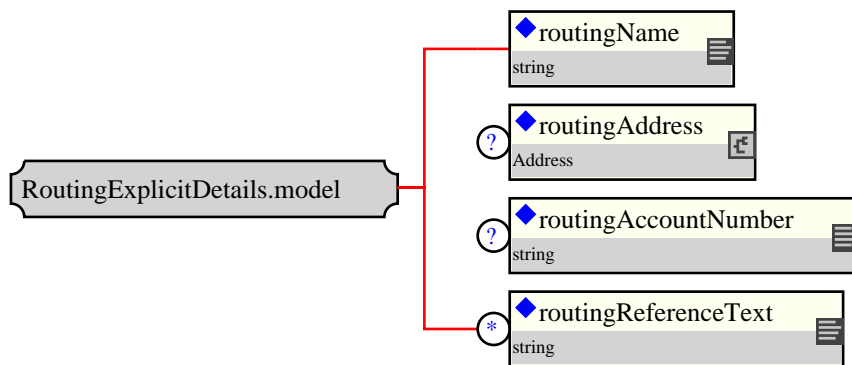 routingName
string
?
routingAddress
Address
RoutingExplicitDetails.model
?
routingAccountNumber
string
*
routingReferenceText
string